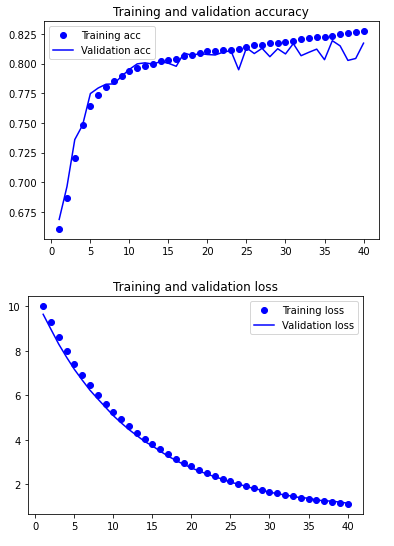 Training and validation accuracy
Training acc
Validation acc
0.825
0.800
0.775
0.750
0.725
0.700
0.675
0 5 10 15 20 25 30 35 40
Training and validation loss
Training loss
Validation loss
10
8
6
4
2
0 5 10 15 20 25 30 35 40